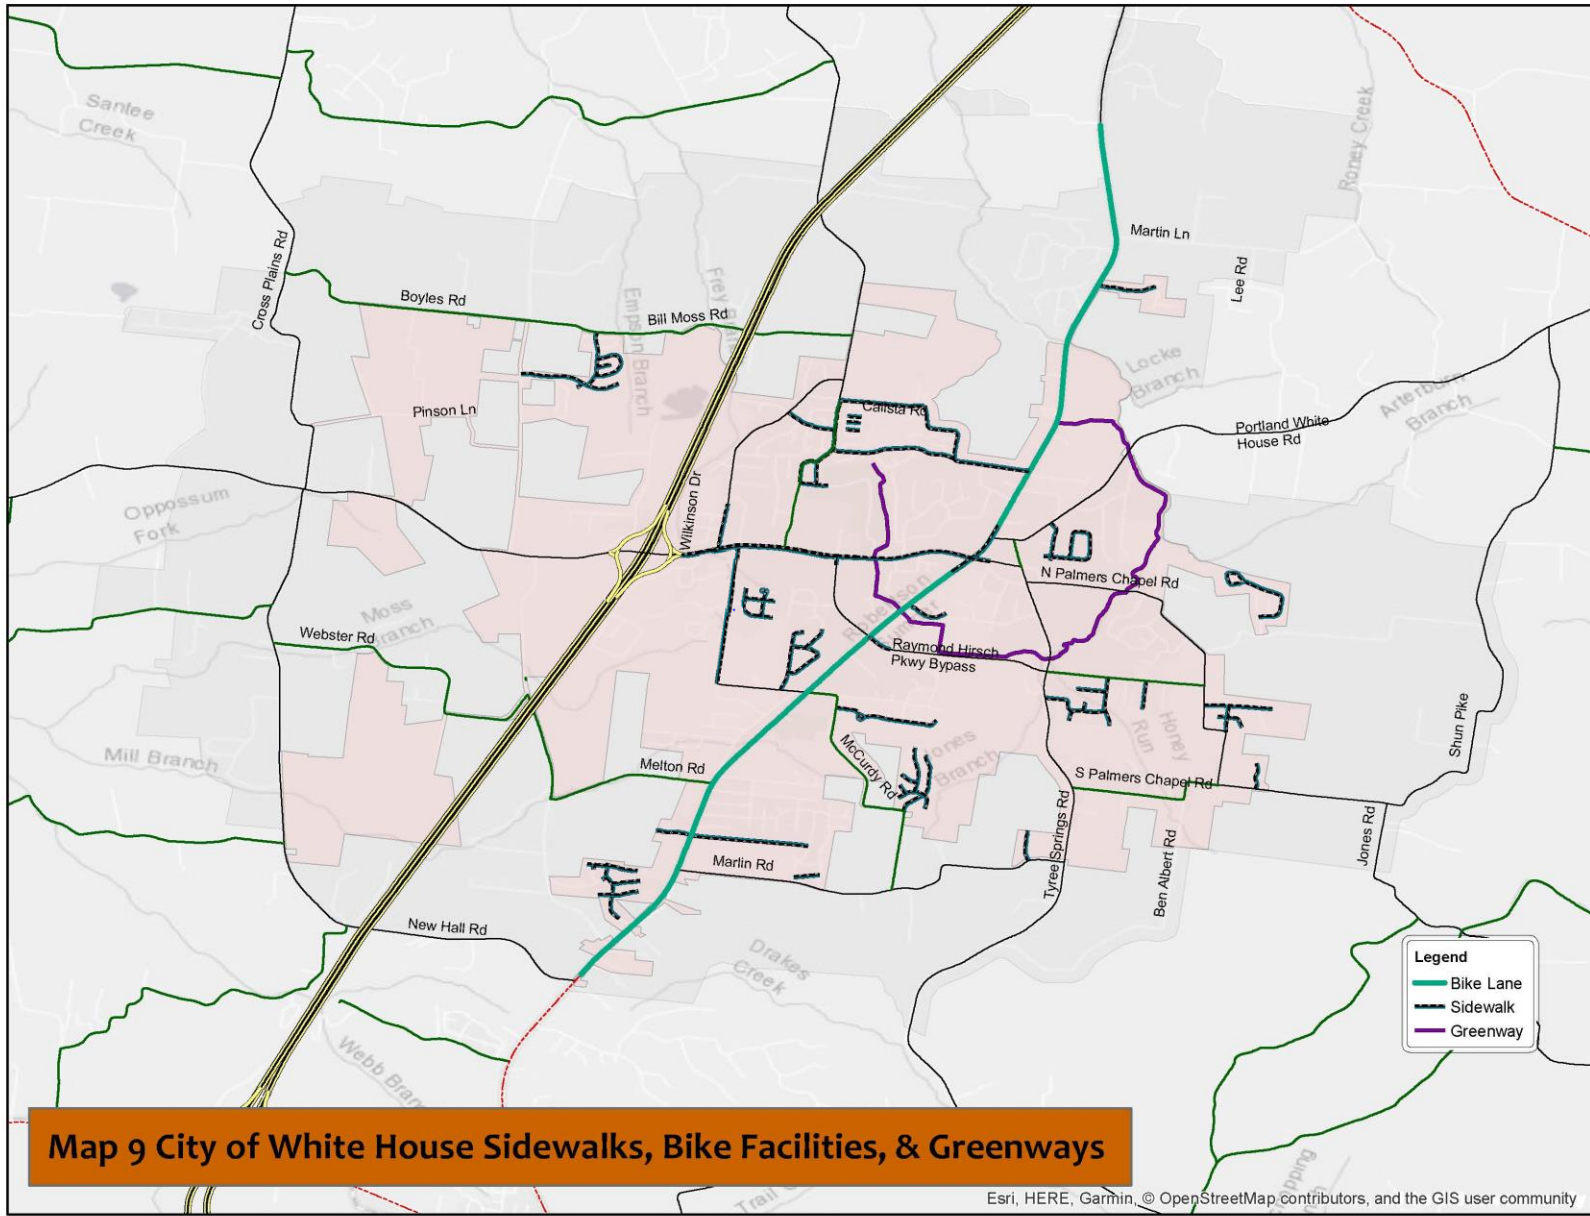 Santee
Creek
Roney Creek
Cross Plains Rd
Martin Ln
Lee Rd
Boyles Rd
Bill Moss Rd
Empson Branch
Locke
Branch
Pinson Ln
Calista Rd
Portland White
House Rd
Arterburn
Branch
Oppossum
Fork
Wilkinson Dr
N Palmers Chapel Rd
Moss
Branch
Webster Rd
Robertson
Sumner
Raymond Hirsch
Pkwy Bypass
Honey
Run
Shun Pike
Mill Branch
Melton Rd
McCurdy Rd
Jones
Branch
S Palmers Chapel Rd
Tyree Springs Rd
Ben Albert Rd
Jones Rd
Marlin Rd
New Hall Rd
Drakes
Creek
Legend
Bike Lane
Sidewalk
Greenway
Map 9 City of White House Sidewalks, Bike Facilities, & Greenways
Esri, HERE, Garmin, © OpenStreetMap contributors, and the GIS user community